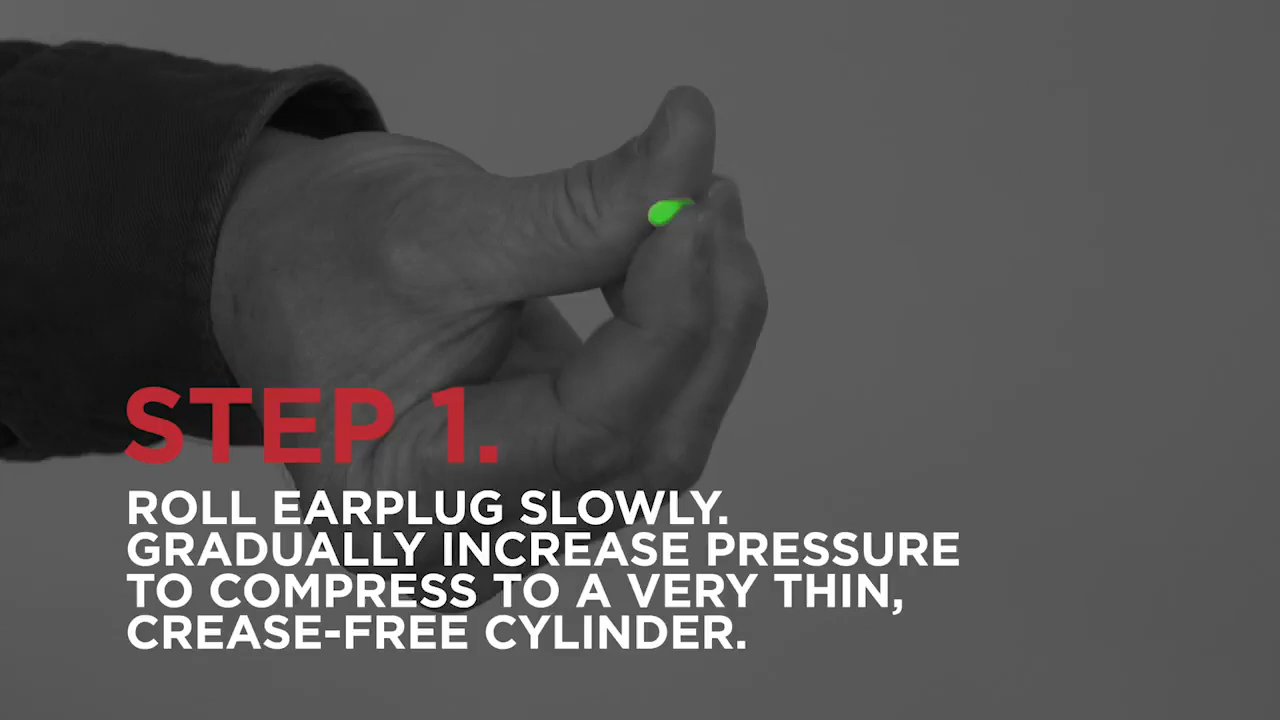 STEP 1.
ROLL EARPLUG SLOWLY.
GRADUALLY INCREASE PRESSURE
TO COMPRESS TO A VERY THIN,
CREASE-FREE CYLINDER.